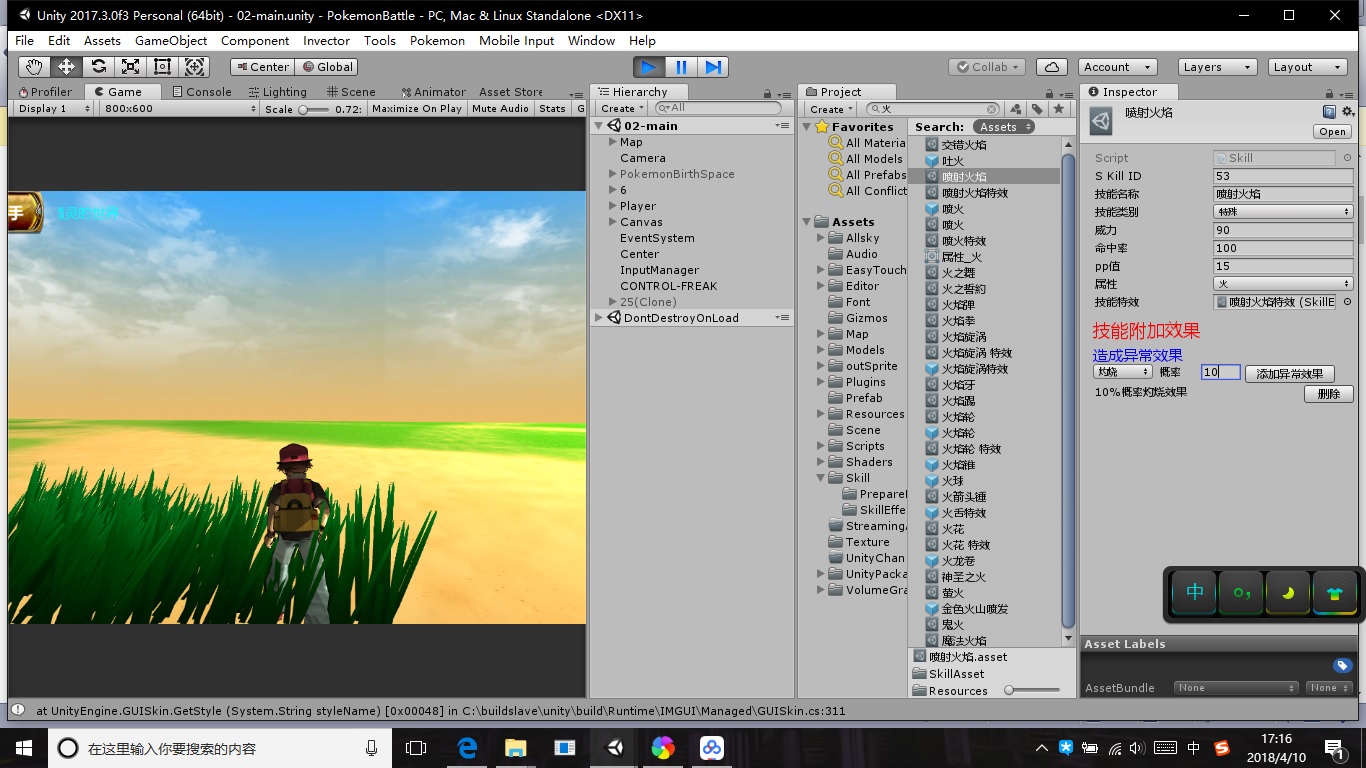 Unity 2017.3.0f3 Personal (64bit) - 02-main.unity - PokemonBattle - PC, Mac & Linux Standalone <DX11>
File Edit Assets GameObject Component Invector Tools Pokemon Mobile Input Window Help
Center Global Collab Account Layers Layout
Profiler Game Console Lighting Scene Animator Asset Store
Display 1 800x600 Scale 0.72: Maximize On Play Mute Audio Stats G
手
Hierarchy
Create All
02-main
Map
Camera
PokemonBirthSpace
6
Player
Canvas
EventSystem
Center
InputManager
CONTROL-FREAK
25(Clone)
DontDestroyOnLoad
Project
Create 火
Favorites
All Materia
All Models
All Prefabs
All Conflict
Assets
Allsky
Audio
EasyTouch
Editor
Font
Gizmos
Map
Models
outSprite
Plugins
Prefab
Resources
Scene
Scripts
Shaders
Skill
PrepareI
SkillEffe
Streaming
Texture
UnityChan
UnityPacka
VolumeGra
Search: Assets
交错火焰
吐火
喷射火焰
喷射火焰特效
喷火
喷火
喷火特效
属性_火
火之舞
火之誓约
火焰弹
火焰拳
火焰旋涡
火焰旋涡 特效
火焰旋涡特效
火焰牙
火焰踢
火焰轮
火焰轮
火焰轮 特效
火焰锥
火球
火箭头锤
火舌特效
火花
火花 特效
火龙卷
神圣之火
萤火
金色火山喷发
鬼火
魔法火焰
喷射火焰.asset
SkillAsset
Resources
Inspector
喷射火焰
Open
Script Skill
S Kill ID 53
技能名称 喷射火焰
技能类别 特殊
威力 90
命中率 100
pp值 15
属性 火
技能特效 喷射火焰特效 (SkillE
技能附加效果
造成异常效果
灼烧 概率 10 添加异常效果
10%概率灼烧效果 删除
中
Asset Labels
AssetBundle None None
at UnityEngine.GUISkin.GetStyle (System.String styleName) [0x00048] in C:\buildslave\unity\build\Runtime\IMGUI\Managed\GUISkin.cs:311
在这里输入你要搜索的内容
中
S
17:16
2018/4/10
1